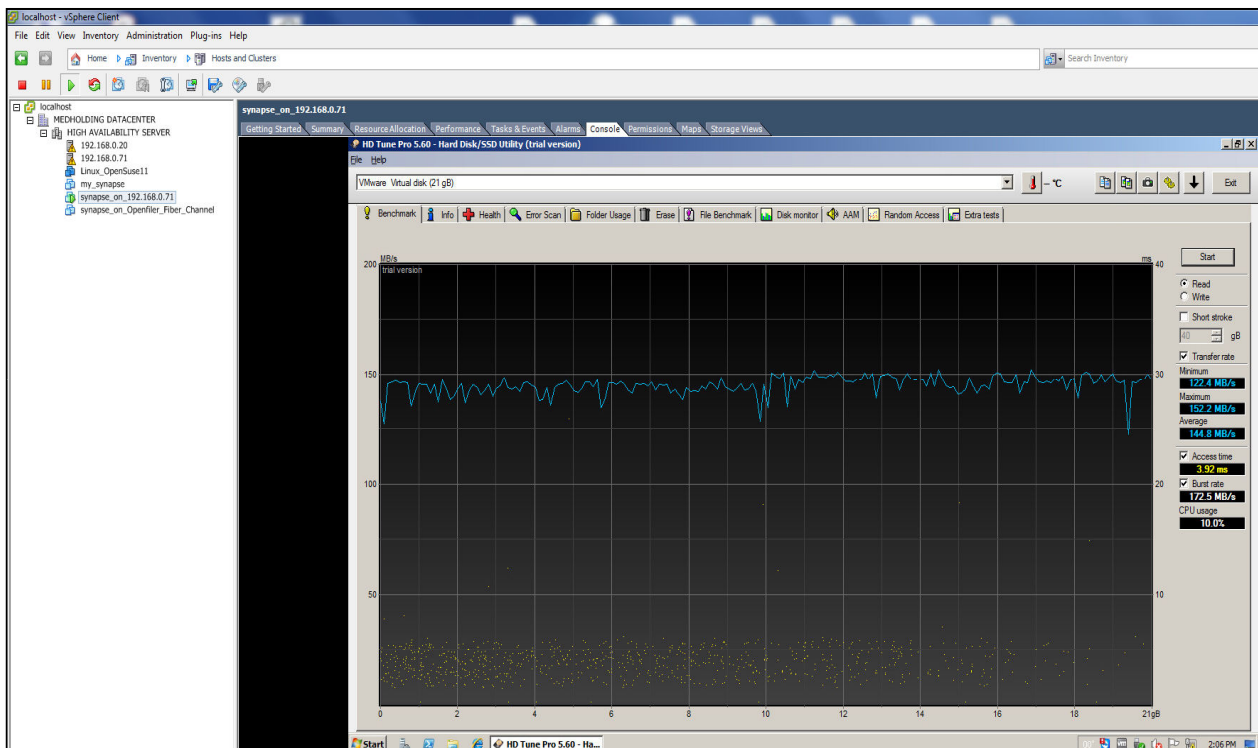 localhost - vSphere Client
File Edit View Inventory Administration Plug-ins Help
Home Inventory Hosts and Clusters
Search Inventory
localhost
MEDHOLDING DATACENTER
HIGH AVAILABILITY SERVER
192.168.0.20
192.168.0.71
Linux_OpenSuse11
my_synapse
synapse_on_192.168.0.71
synapse_on_Openfiler_Fiber_Channel
synapse_on_192.168.0.71
Getting Started Summary Resource Allocation Performance Tasks & Events Alarms Console Permissions Maps Storage Views
HD Tune Pro 5.60 - Hard Disk/SSD Utility (trial version)
File Help
VMware Virtual disk (21 gB)
- °C
Exit
Benchmark Info Health Error Scan Folder Usage Erase File Benchmark Disk monitor AAM Random Access Extra tests
MB/s
ms
200
40
trial version
150
30
100
20
50
10
0 2 4 6 8 10 12 14 16 18 21gB
Start
Read
Write
Short stroke
40 gB
Transfer rate
Minimum
122.4 MB/s
Maximum
152.2 MB/s
Average
144.8 MB/s
Access time
3.92 ms
Burst rate
172.5 MB/s
CPU usage
10.0%
Start
HD Tune Pro 5.60 - Ha...
2:06 PM